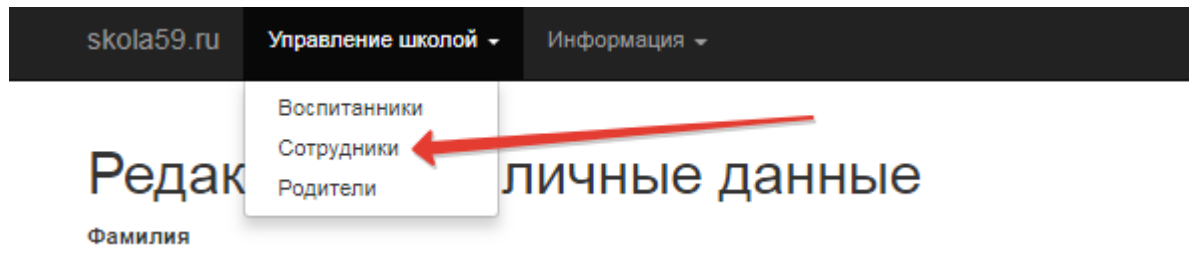 skola59.ru Управление школой Информация
Воспитанники
Сотрудники
Родители
Редак личные данные
Фамилия